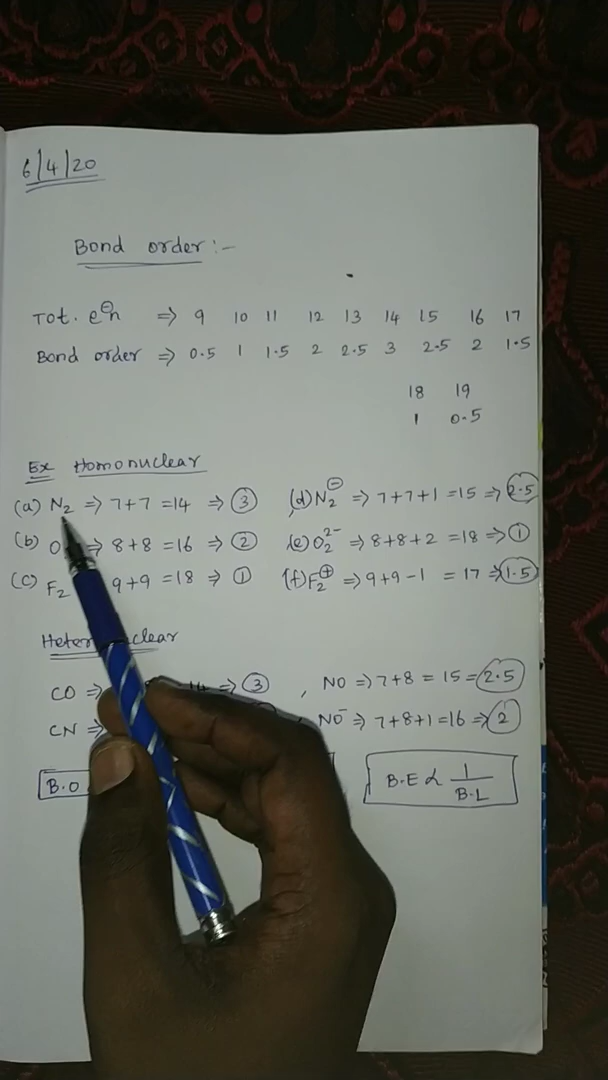 6/4/20
Bond order :-
Tot. e⊖n ⇒ 9 10 11 12 13 14 15 16 17
Bond order ⇒ 0.5 1 1.5 2 2.5 3 2.5 2 1.5
18 19
1 0.5
Ex Homonuclear
(a) N₂ ⇒ 7+7 =14 ⇒ ③ (d) N₂⊖ ⇒ 7+7+1 =15 ⇒ 2.5
(b) O ⇒ 8+8 =16 ⇒ ② (e) O₂²⁻ ⇒ 8+8+2 =18 ⇒ ①
(c) F₂ 9+9 =18 ⇒ ① (f) F₂⊕ ⇒ 9+9-1 = 17 ⇒ 1.5
CO ⇒ 14 ⇒ ③ , NO ⇒ 7+8 = 15 = 2.5
CN ⇒ NO⁻ ⇒ 7+8+1 =16 ⇒ ②
B.O B.E ∝ 1/B.L